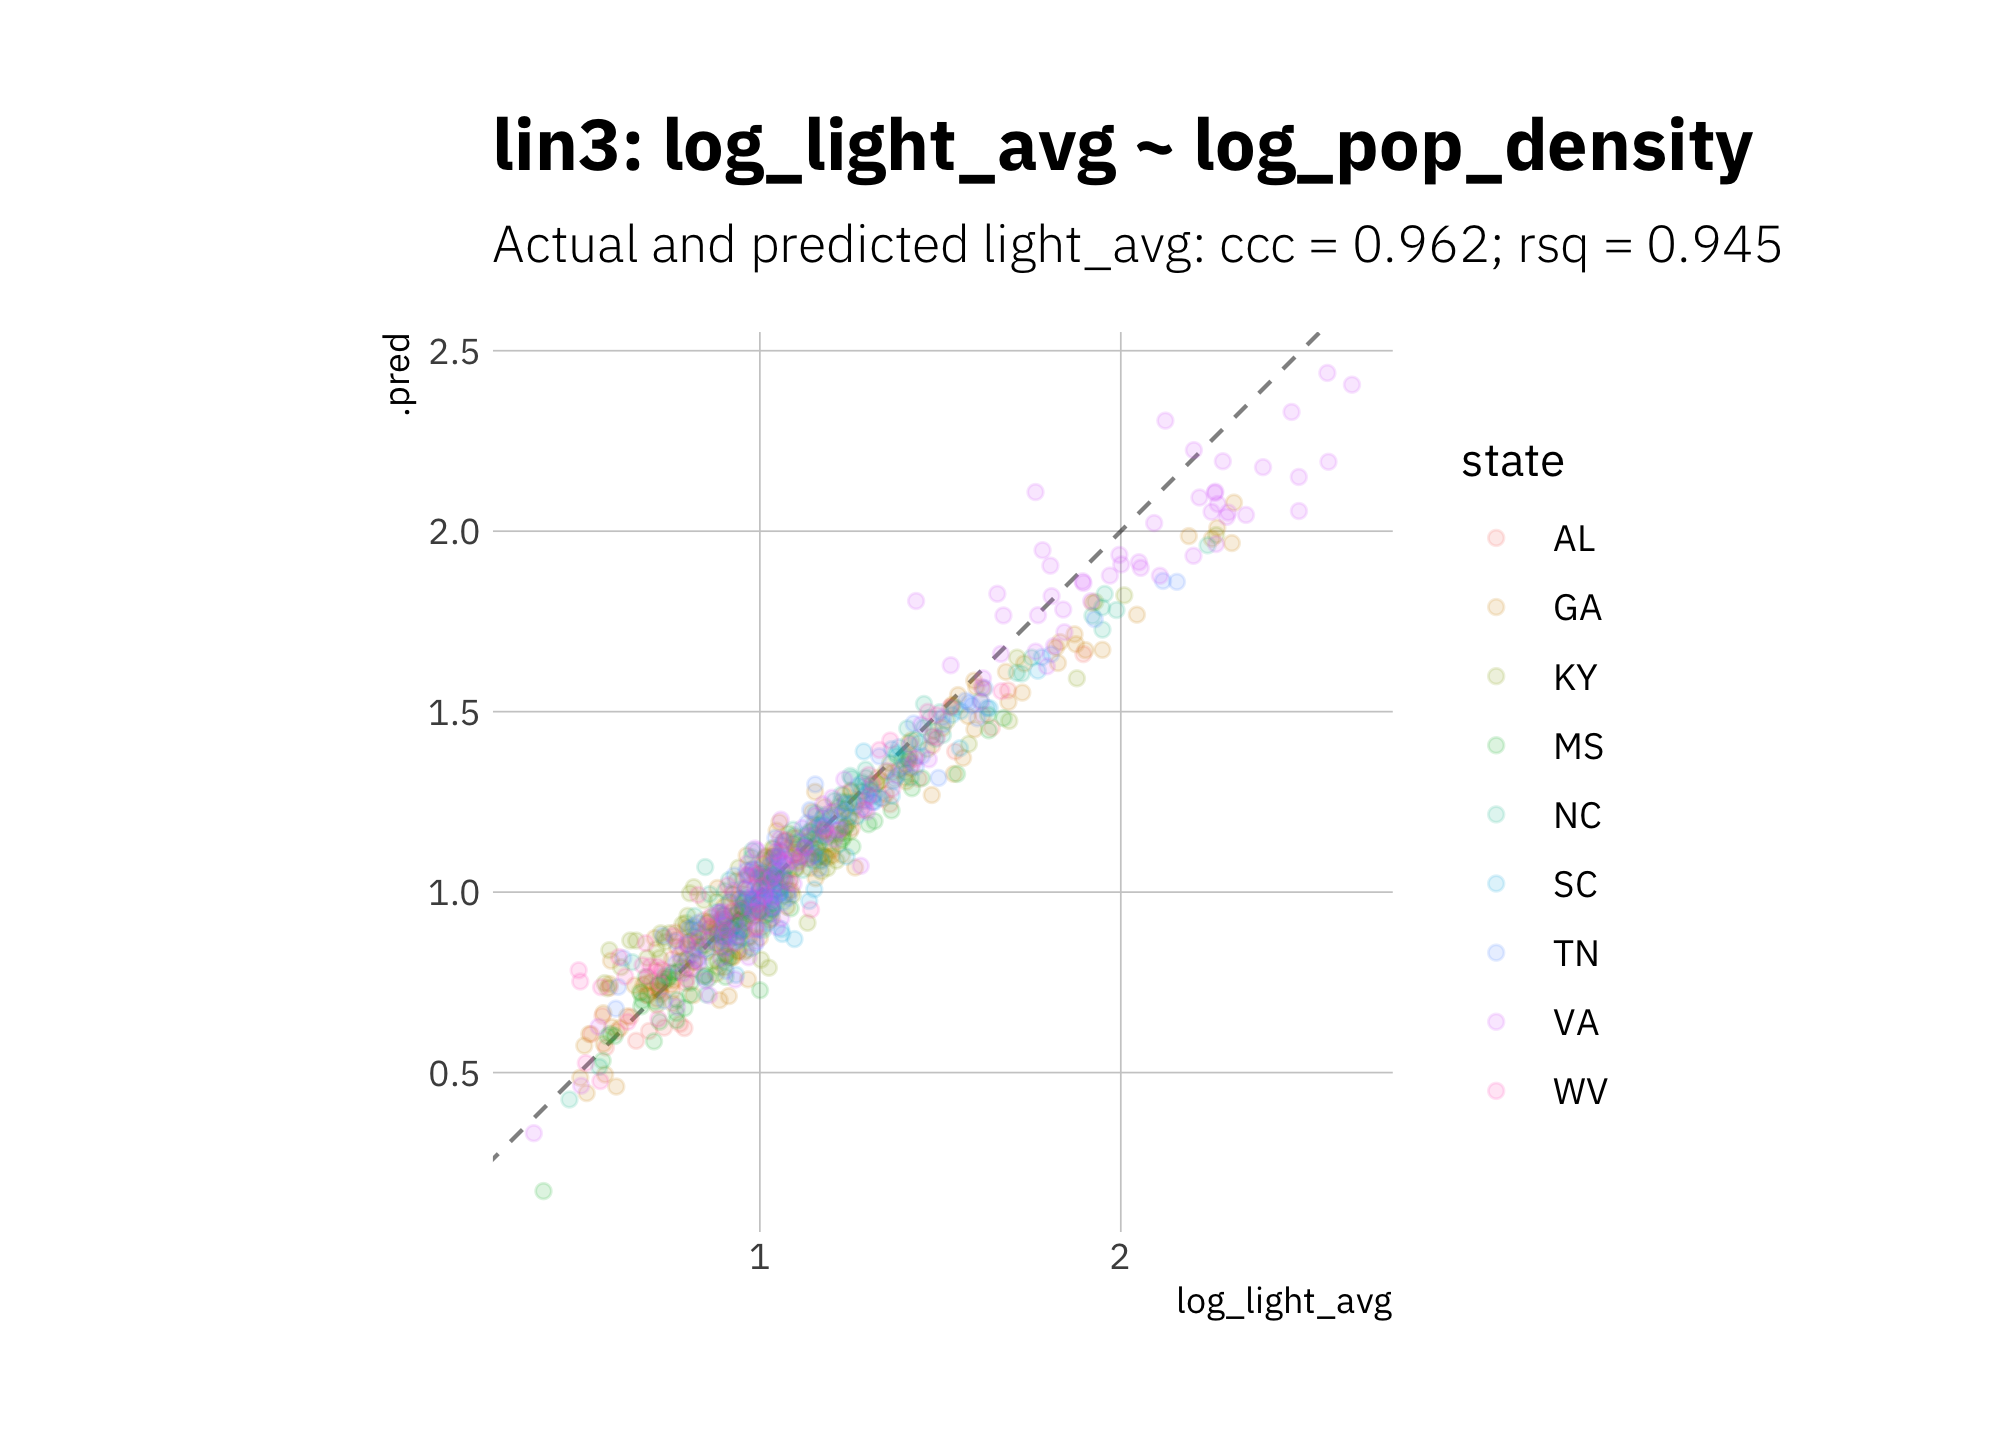 lin3: log_light_avg ~ log_pop_density
Actual and predicted light_avg: ccc = 0.962; rsq = 0.945
.pred
2.5
2.0
1.5
1.0
0.5
1
2
log_light_avg
state
AL
GA
KY
MS
NC
SC
TN
VA
WV